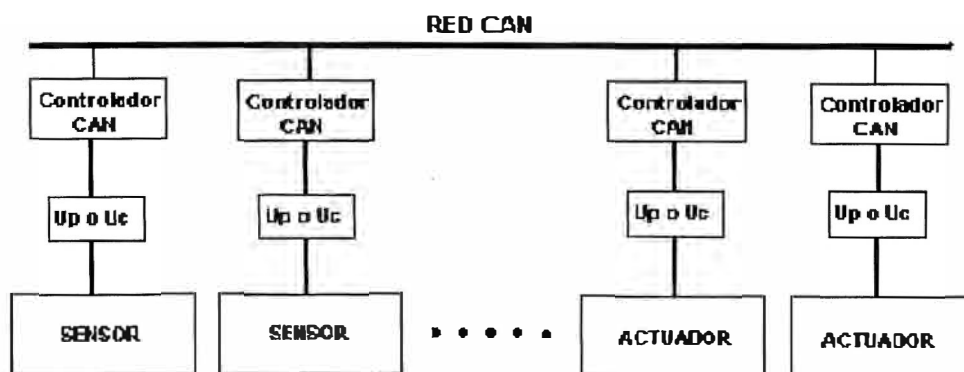 RED CAN
Controlador
CAN
Controlador
CAN
Controlador
CAN
Controlador
CAN
Up o Uc
Up o Uc
Up o Uc
Up o Uc
SENSOR
SENSOR
ACTUADOR
ACTUADOR